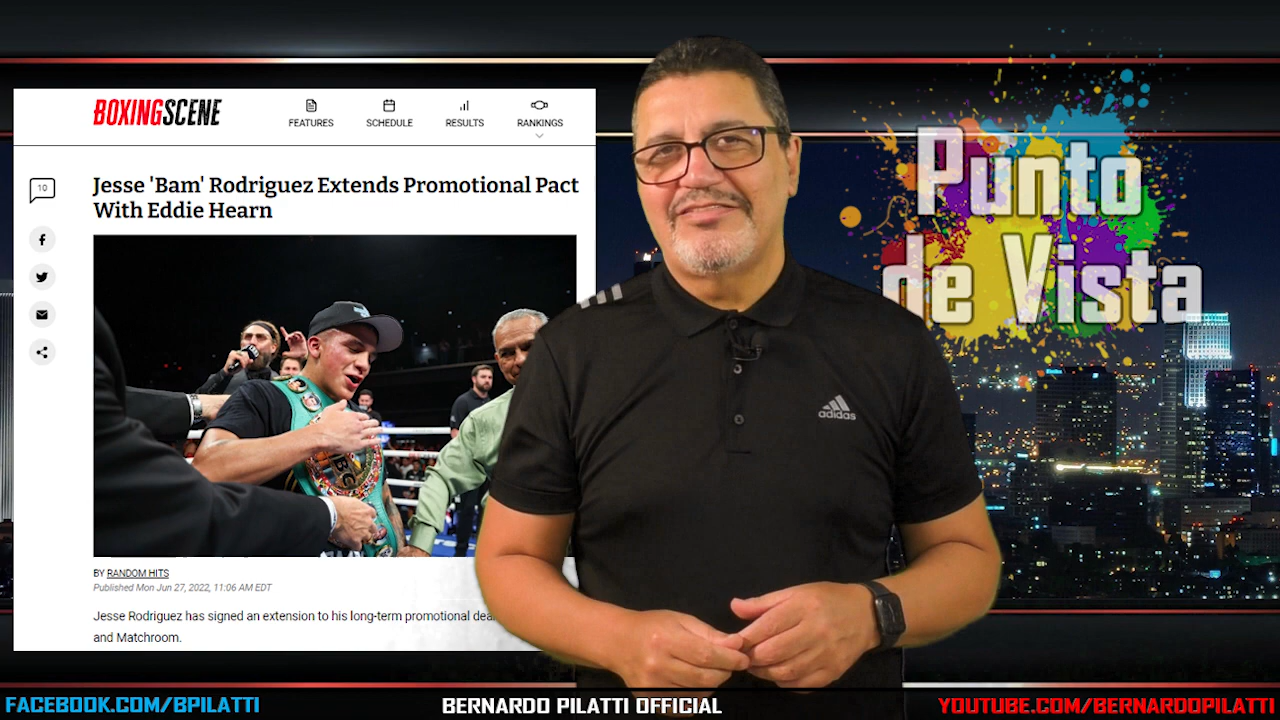 BOXINGSCENE
FEATURES
SCHEDULE
RESULTS
RANKINGS
10
Jesse 'Bam' Rodriguez Extends Promotional Pact
With Eddie Hearn
BY RANDOM HITS
Published Mon Jun 27, 2022, 11:06 AM EDT
Jesse Rodriguez has signed an extension to his long-term promotional
and Matchroom.
Punto
de Vista
adidas
FACEBOOK.COM/BPILATTI
BERNARDO PILATTI OFFICIAL
YOUTUBE.COM/BERNARDOPILATTI